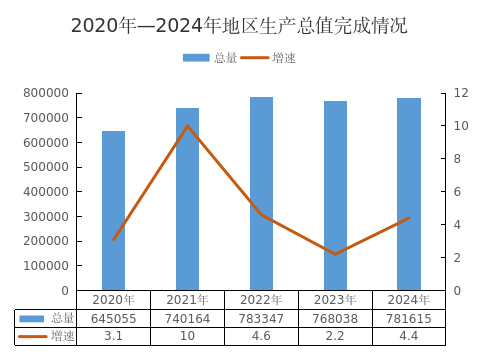 2020年—2024年地区生产总值完成情况
总量 增速
800000 12
700000 10
600000 8
500000
400000 6
300000 4
200000
100000 2
0 0
2020年 2021年 2022年 2023年 2024年
总量 645055 740164 783347 768038 781615
增速 3.1 10 4.6 2.2 4.4